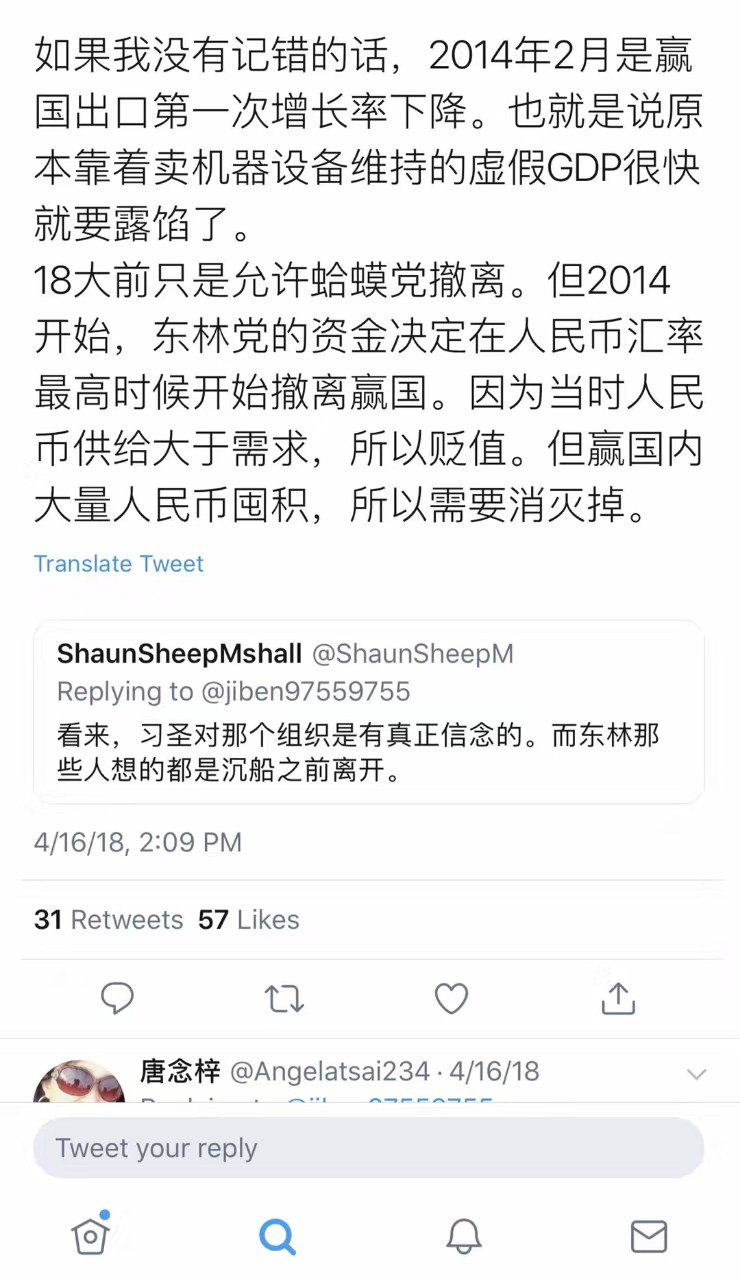 如果我没有记错的话，2014年2月是赢
国出口第一次增长率下降。也就是说原
本靠着卖机器设备维持的虚假GDP很快
就要露馅了。
18大前只是允许蛤蟆党撤离。但2014
开始，东林党的资金决定在人民币汇率
最高时候开始撤离赢国。因为当时人民
币供给大于需求，所以贬值。但赢国内
大量人民币囤积，所以需要消灭掉。
Translate Tweet
ShaunSheepMshall @ShaunSheepM
Replying to @jiben97559755
看来，习圣对那个组织是有真正信念的。而东林那
些人想的都是沉船之前离开。
4/16/18, 2:09 PM
31 Retweets 57 Likes
唐念梓 @Angelatsai234 · 4/16/18
Tweet your reply